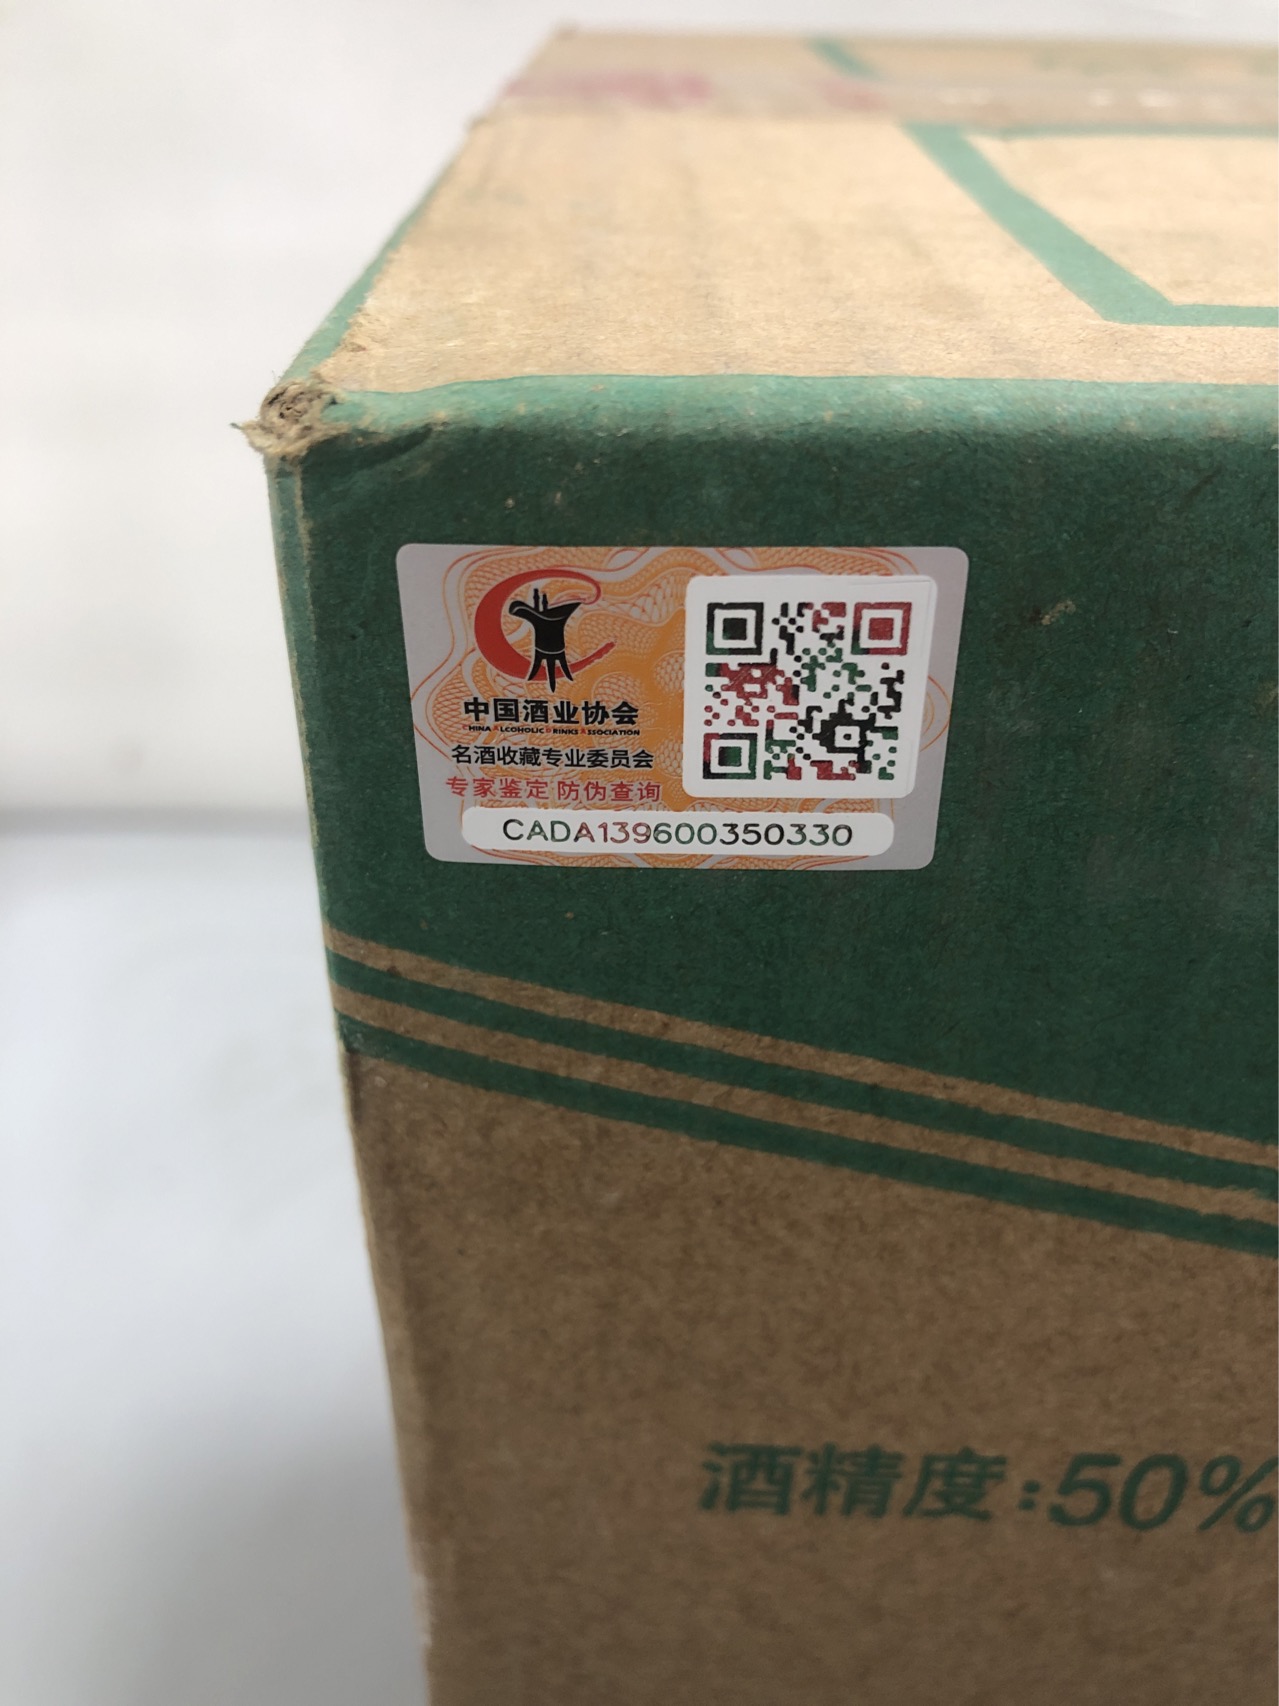 中国酒业协会
CHINA ALCOHOLIC DRINKS ASSOCIATION
名酒收藏专业委员会
专家鉴定 防伪查询
CADA139600350330
酒精度:50%